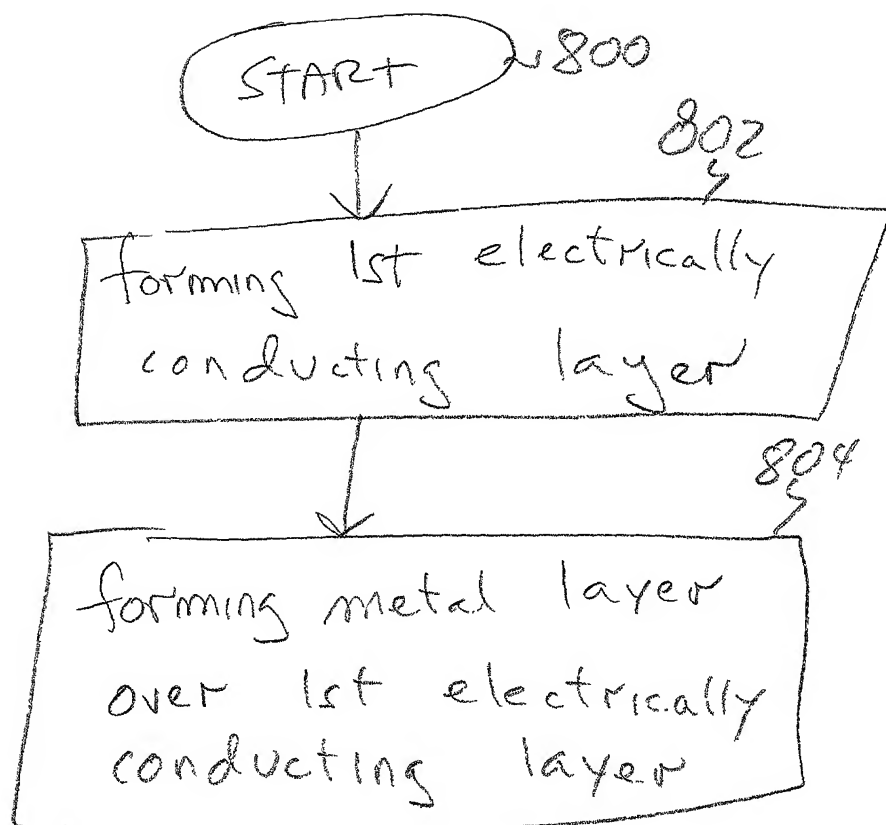 START
800
802
forming 1st electrically
conducting layer
804
forming metal layer
over 1st electrically
conducting layer